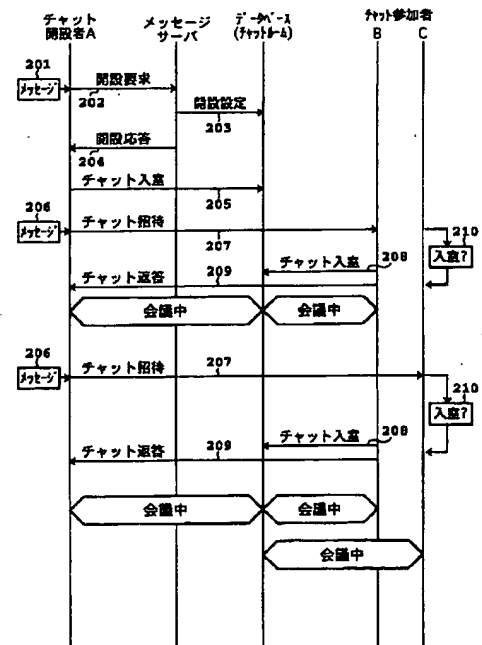 チャット
開設者A
メッセージ
サーバ
データベース
(チャットルーム)
チャット参加者
B C
201
メッセージ
開設要求
202
開設設定
203
開設応答
204
チャット入室
205
206
メッセージ
チャット招待
207
210
入室?
チャット入室
208
チャット返答
209
会議中
会議中
206
メッセージ
チャット招待
207
210
入室?
チャット入室
208
チャット返答
209
会議中
会議中
会議中